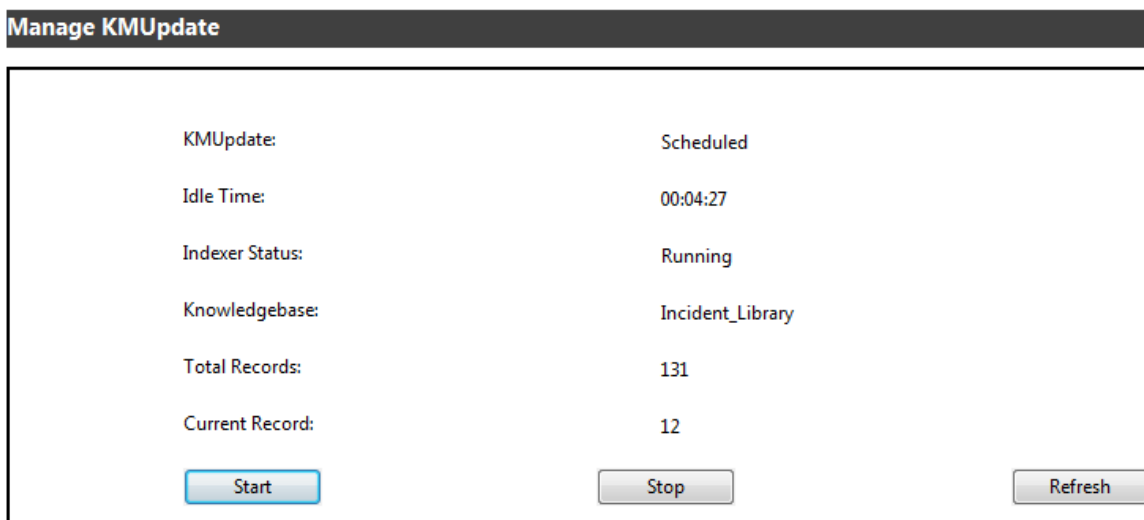 Manage KMUpdate
KMUpdate: Scheduled
Idle Time: 00:04:27
Indexer Status: Running
Knowledgebase: Incident_Library
Total Records: 131
Current Record: 12
Start Stop Refresh